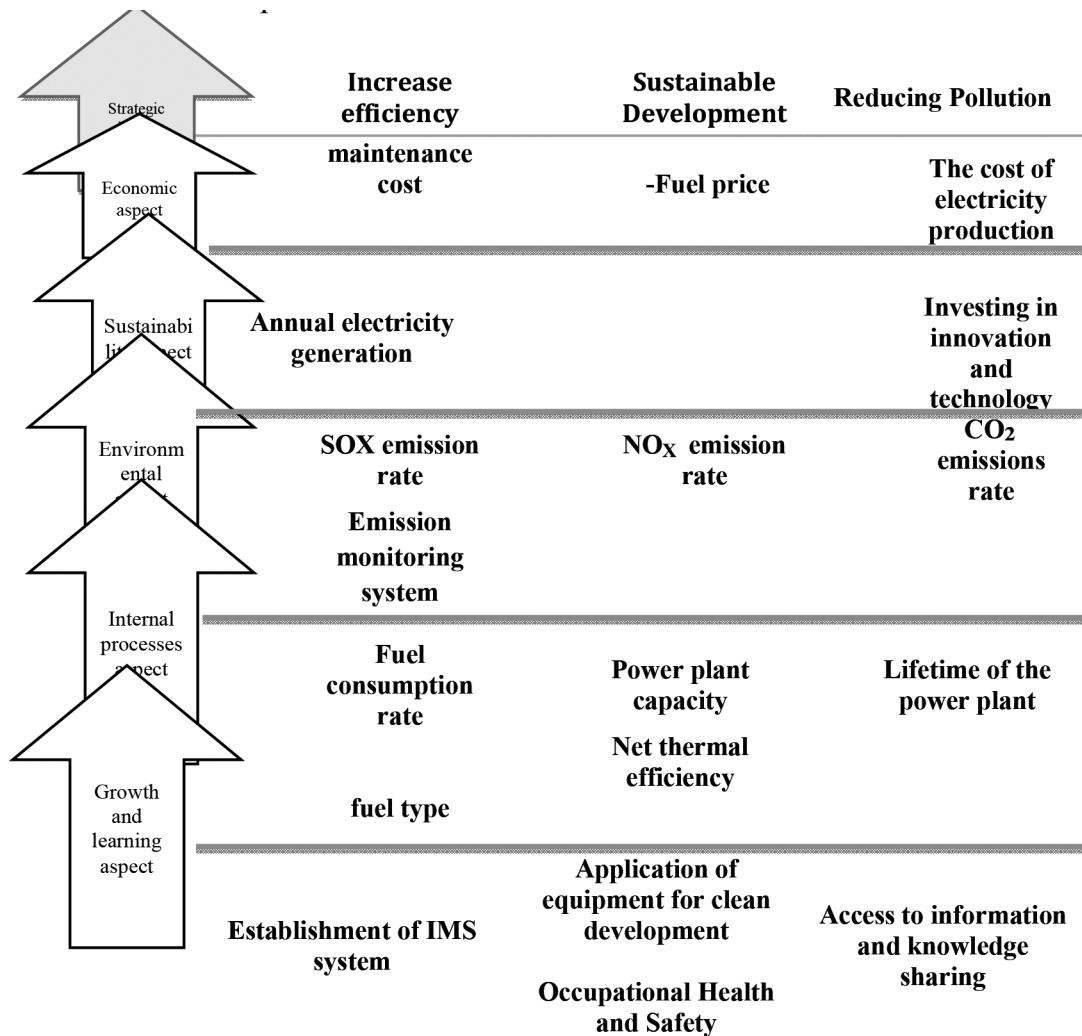 Strategic
Increase
efficiency
Sustainable
Development
Reducing Pollution
Economic
aspect
maintenance
cost
-Fuel price
The cost of
electricity
production
Sustainabi
Annual electricity
generation
Investing in
innovation
and
technology
Environm
ental
SOX emission
rate
NOX emission
rate
CO2
emissions
rate
Emission
monitoring
system
Internal
processes
aspect
Fuel
consumption
rate
Power plant
capacity
Lifetime of the
power plant
Net thermal
efficiency
fuel type
Growth
and
learning
aspect
Establishment of IMS
system
Application of
equipment for clean
development
Access to information
and knowledge
sharing
Occupational Health
and Safety